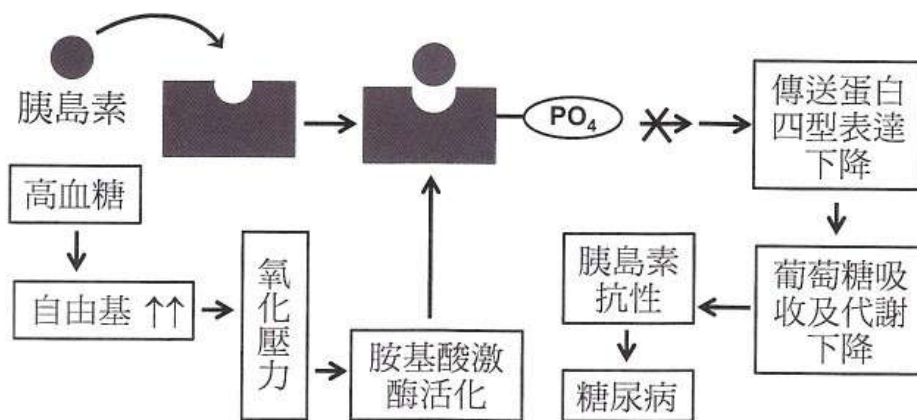 胰島素
PO₄
傳送蛋白
四型表達
下降
高血糖
自由基 ↑↑
氧化壓力
胺基酸激
酶活化
胰島素
抗性
糖尿病
葡萄糖吸
收及代謝
下降